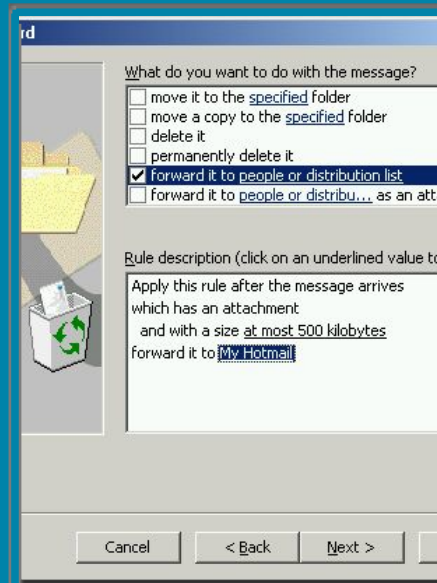 rd
What do you want to do with the message?
move it to the specified folder
move a copy to the specified folder
delete it
permanently delete it
forward it to people or distribution list
forward it to people or distribu... as an att
Rule description (click on an underlined value to
Apply this rule after the message arrives
which has an attachment
and with a size at most 500 kilobytes
forward it to My Hotmail
Cancel
< Back
Next >